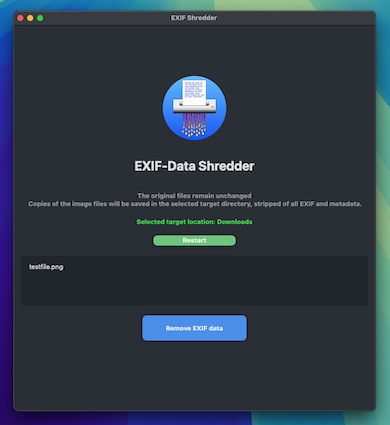 EXIF Shredder
EXIF-Data Shredder
The original files remain unchanged
Copies of the image files will be saved in the selected target directory, stripped of all EXIF and metadata.
Selected target location: Downloads
Restart
testfile.png
Remove EXIF data